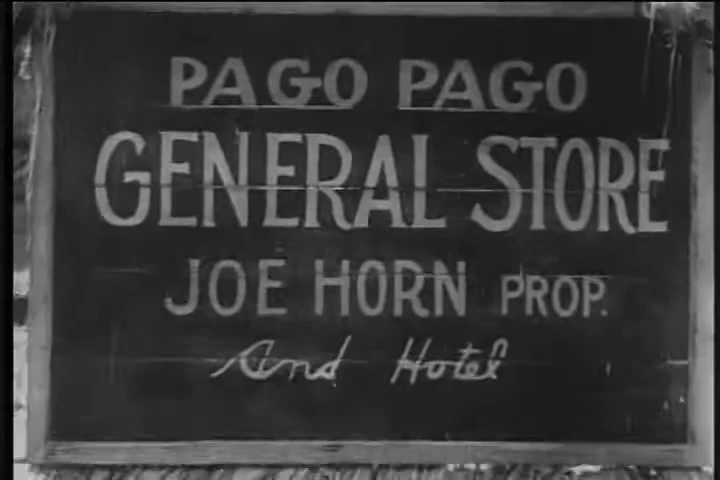 PAGO PAGO
GENERAL STORE
JOE HORN PROP.
And Hotel